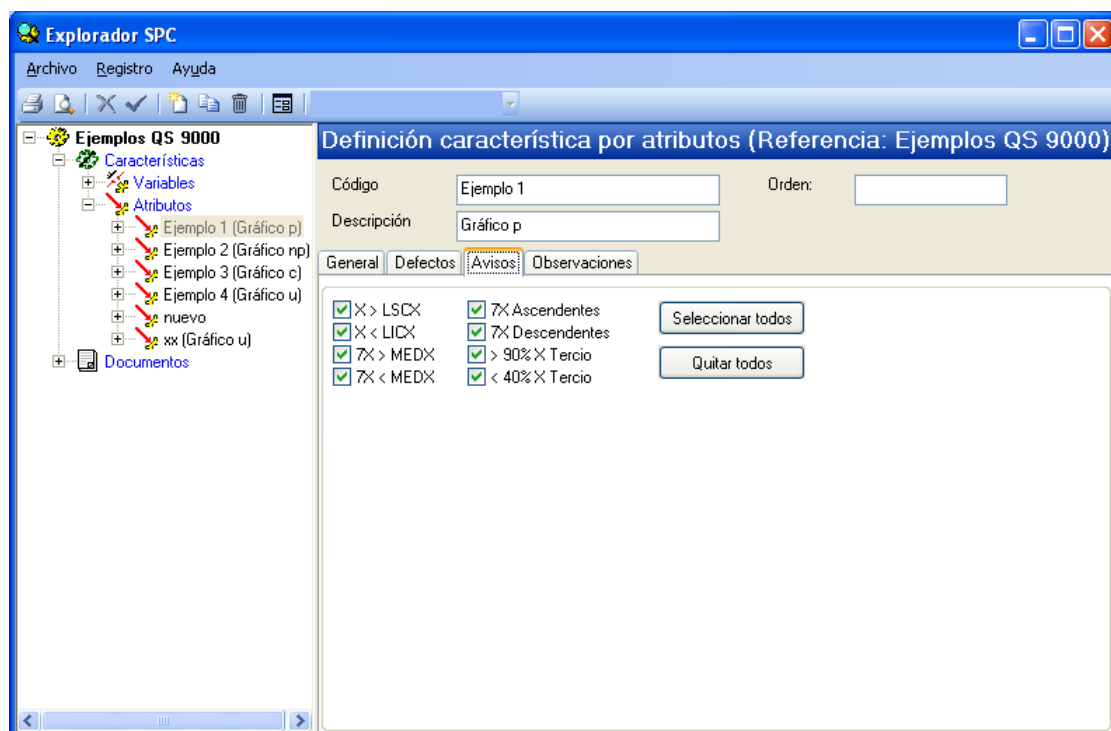 Explorador SPC
Archivo Registro Ayuda
Ejemplos QS 9000
Características
Variables
Atributos
Ejemplo 1 (Gráfico p)
Ejemplo 2 (Gráfico np)
Ejemplo 3 (Gráfico c)
Ejemplo 4 (Gráfico u)
nuevo
xx (Gráfico u)
Documentos
Definición característica por atributos (Referencia: Ejemplos QS 9000)
Código Ejemplo 1 Orden:
Descripción Gráfico p
General Defectos Avisos Observaciones
X > LSCX 7X Ascendentes Seleccionar todos
X < LICX 7X Descendentes
7X > MEDX > 90% X Tercio Quitar todos
7X < MEDX < 40% X Tercio